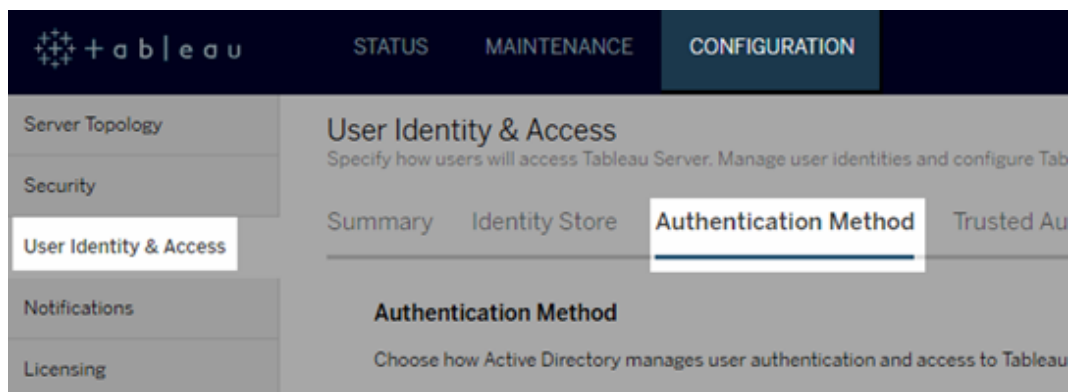 +ableau
STATUS
MAINTENANCE
CONFIGURATION
Server Topology
Security
User Identity & Access
Notifications
Licensing
User Identity & Access
Specify how users will access Tableau Server. Manage user identities and configure Tab
Summary
Identity Store
Authentication Method
Trusted Au
Authentication Method
Choose how Active Directory manages user authentication and access to Tableau